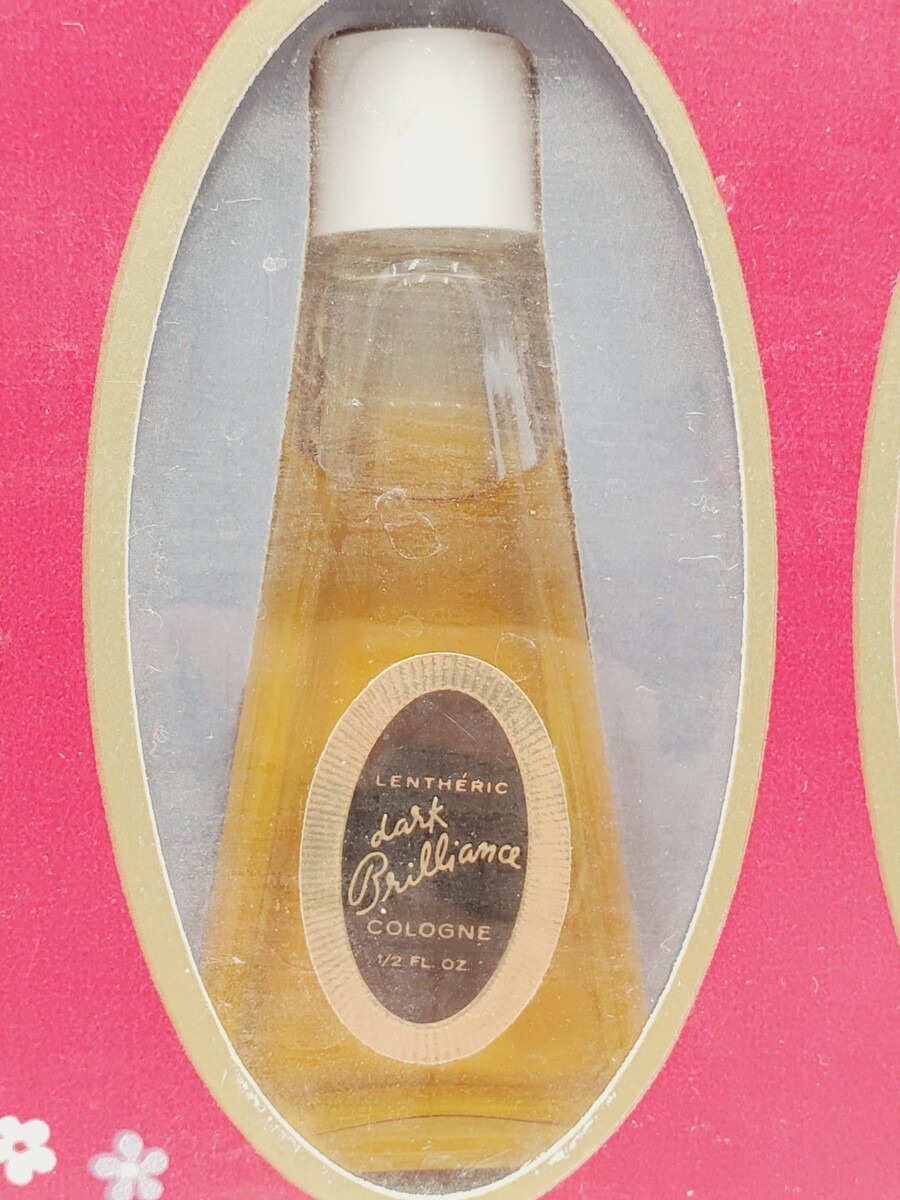 LENTHÉRIC
dark
Brilliance
COLOGNE
1/2 FL. OZ.